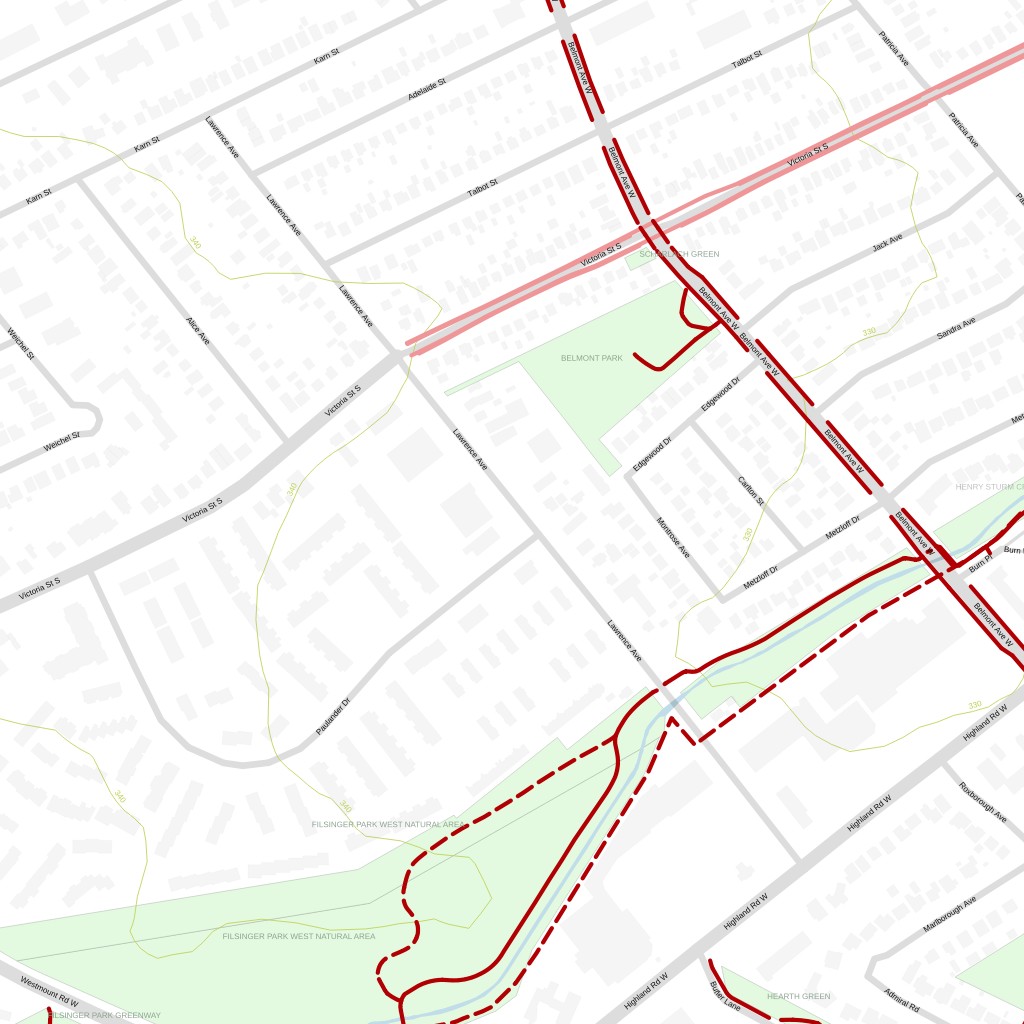 Belmont Ave W
Karn St
Patricia Ave
Talbot St
Adelaide St
Lawrence Ave
Karn St
Patricia Ave
Victoria St S
Belmont Ave W
Talbot St
Karn St
Lawrence Ave
340
Jack Ave
Victoria St S
SCHARLACH GREEN
Lawrence Ave
Belmont Ave W
Alice Ave
Weichel St
330
Sandra Ave
BELMONT PARK
Belmont Ave W
Edgewood Dr
Victoria St S
Weichel St
Lawrence Ave
Edgewood Dr
Belmont Ave W
340
Carlton St
HENRY STURM
Victoria St S
Metzloff Dr
Montrose Ave
330
Belmont Ave W
Burn Pl
Victoria St S
Metzloff Dr
Lawrence Ave
Belmont Ave W
Paulander Dr
330
Highland Rd W
340
340
FILSINGER PARK WEST NATURAL AREA
Highland Rd W
Roxborough Ave
Highland Rd W
Marlborough Ave
FILSINGER PARK WEST NATURAL AREA
Westmount Rd W
Highland Rd W
Butler Lane
HEARTH GREEN
Admiral Rd
FILSINGER PARK GREENWAY